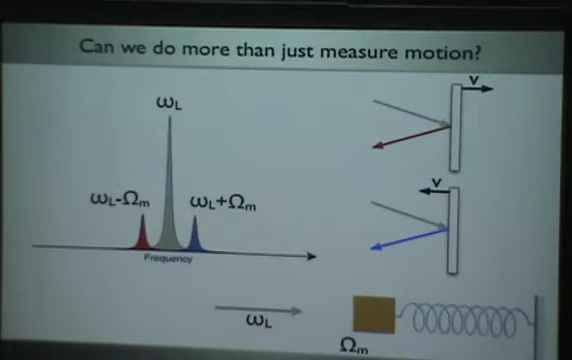 Can we do more than just measure motion?
ωL
ωL-Ωm
ωL+Ωm
Frequency
v
v
ωL
Ωm